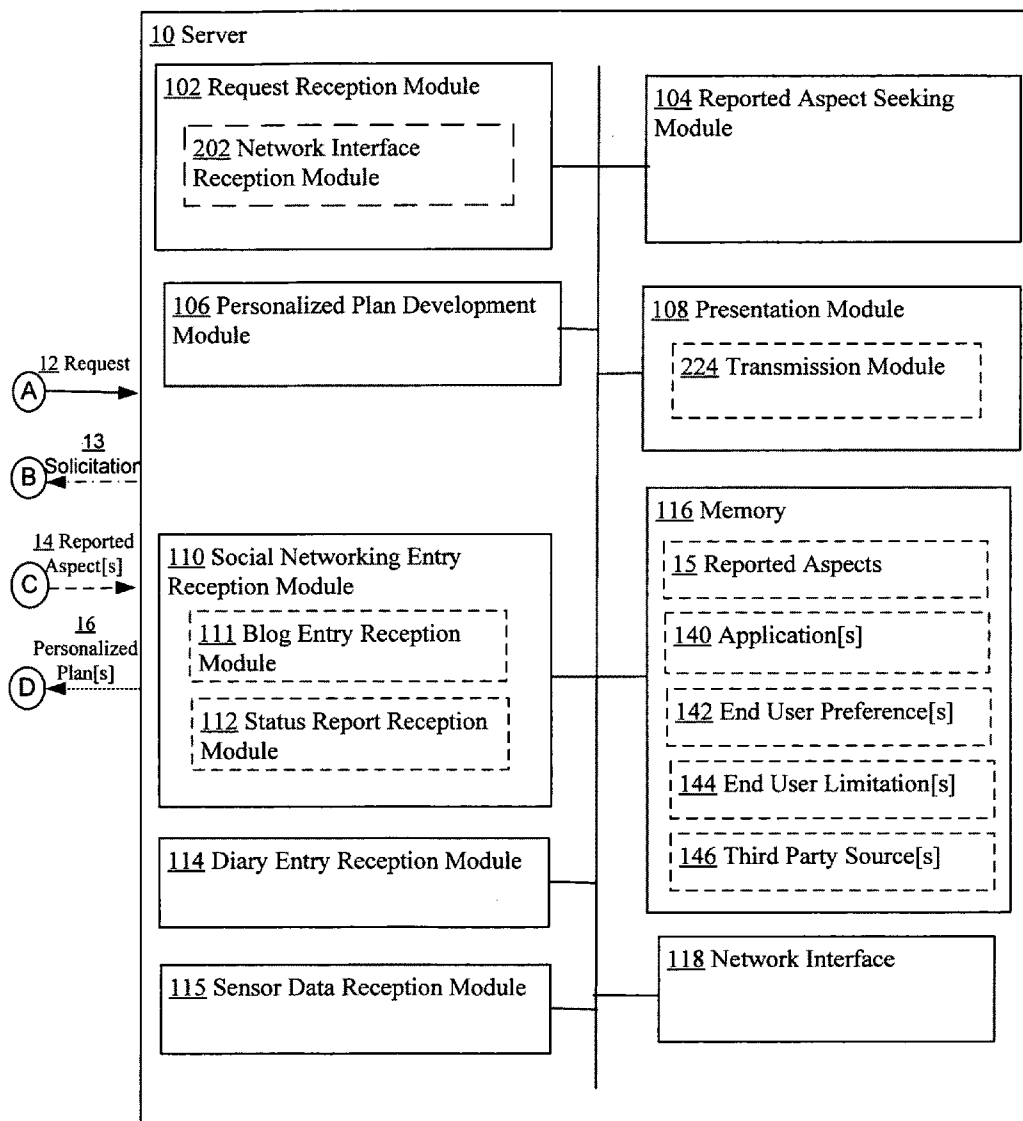 10 Server
102 Request Reception Module
202 Network Interface
Reception Module
104 Reported Aspect Seeking
Module
106 Personalized Plan Development
Module
108 Presentation Module
224 Transmission Module
12 Request
A
13
Solicitation
B
14 Reported
Aspect[s]
C
16
Personalized
Plan[s]
D
110 Social Networking Entry
Reception Module
111 Blog Entry Reception
Module
112 Status Report Reception
Module
116 Memory
15 Reported Aspects
140 Application[s]
142 End User Preference[s]
144 End User Limitation[s]
146 Third Party Source[s]
114 Diary Entry Reception Module
115 Sensor Data Reception Module
118 Network Interface